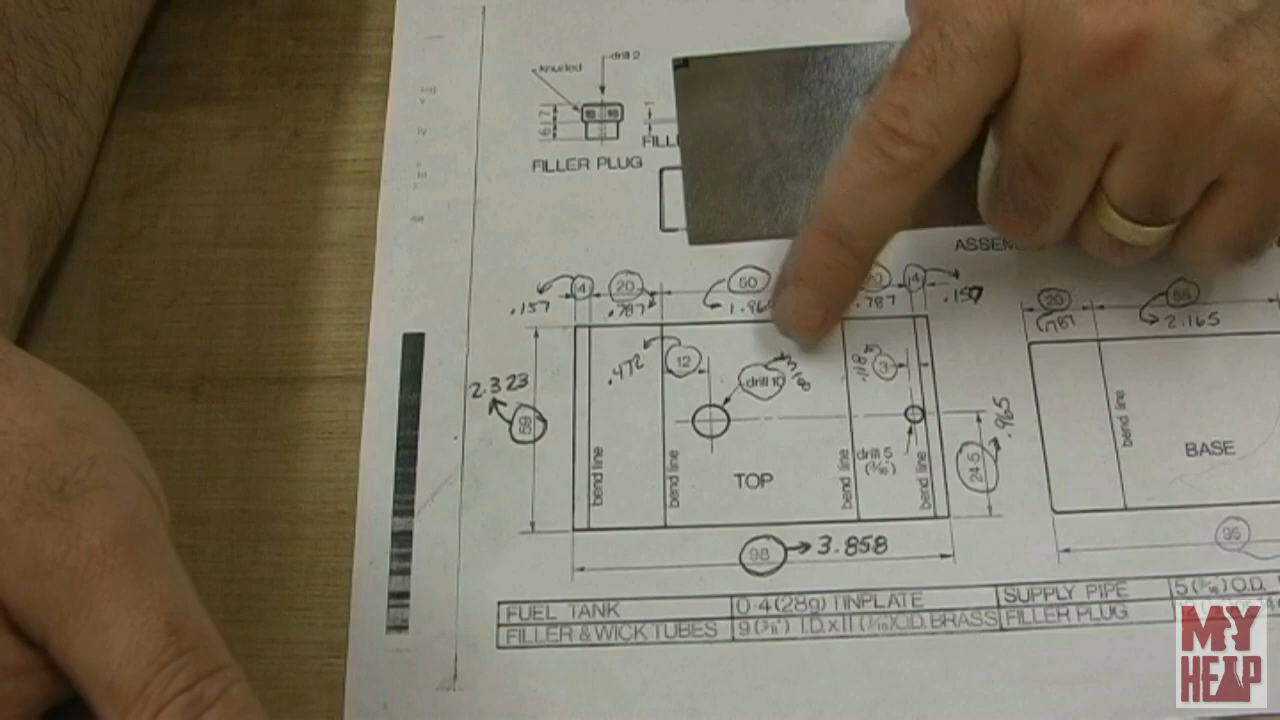 drill 2
knurled
7
6
1
FILLER PLUG
FILL
ASSEM
4 20 50 4
.157 .787 .787 .157
20 55
.787 2.165
12
.472
drill 10
3
.118
2.323
59
.965
24.5
drill 5
bend line bend line bend line bend line
TOP
bend line
BASE
98 3.858
95
FUEL TANK 0·4 (28g) TINPLATE SUPPLY PIPE
FILLER & WICK TUBES FILLER PLUG
MY
HEAP